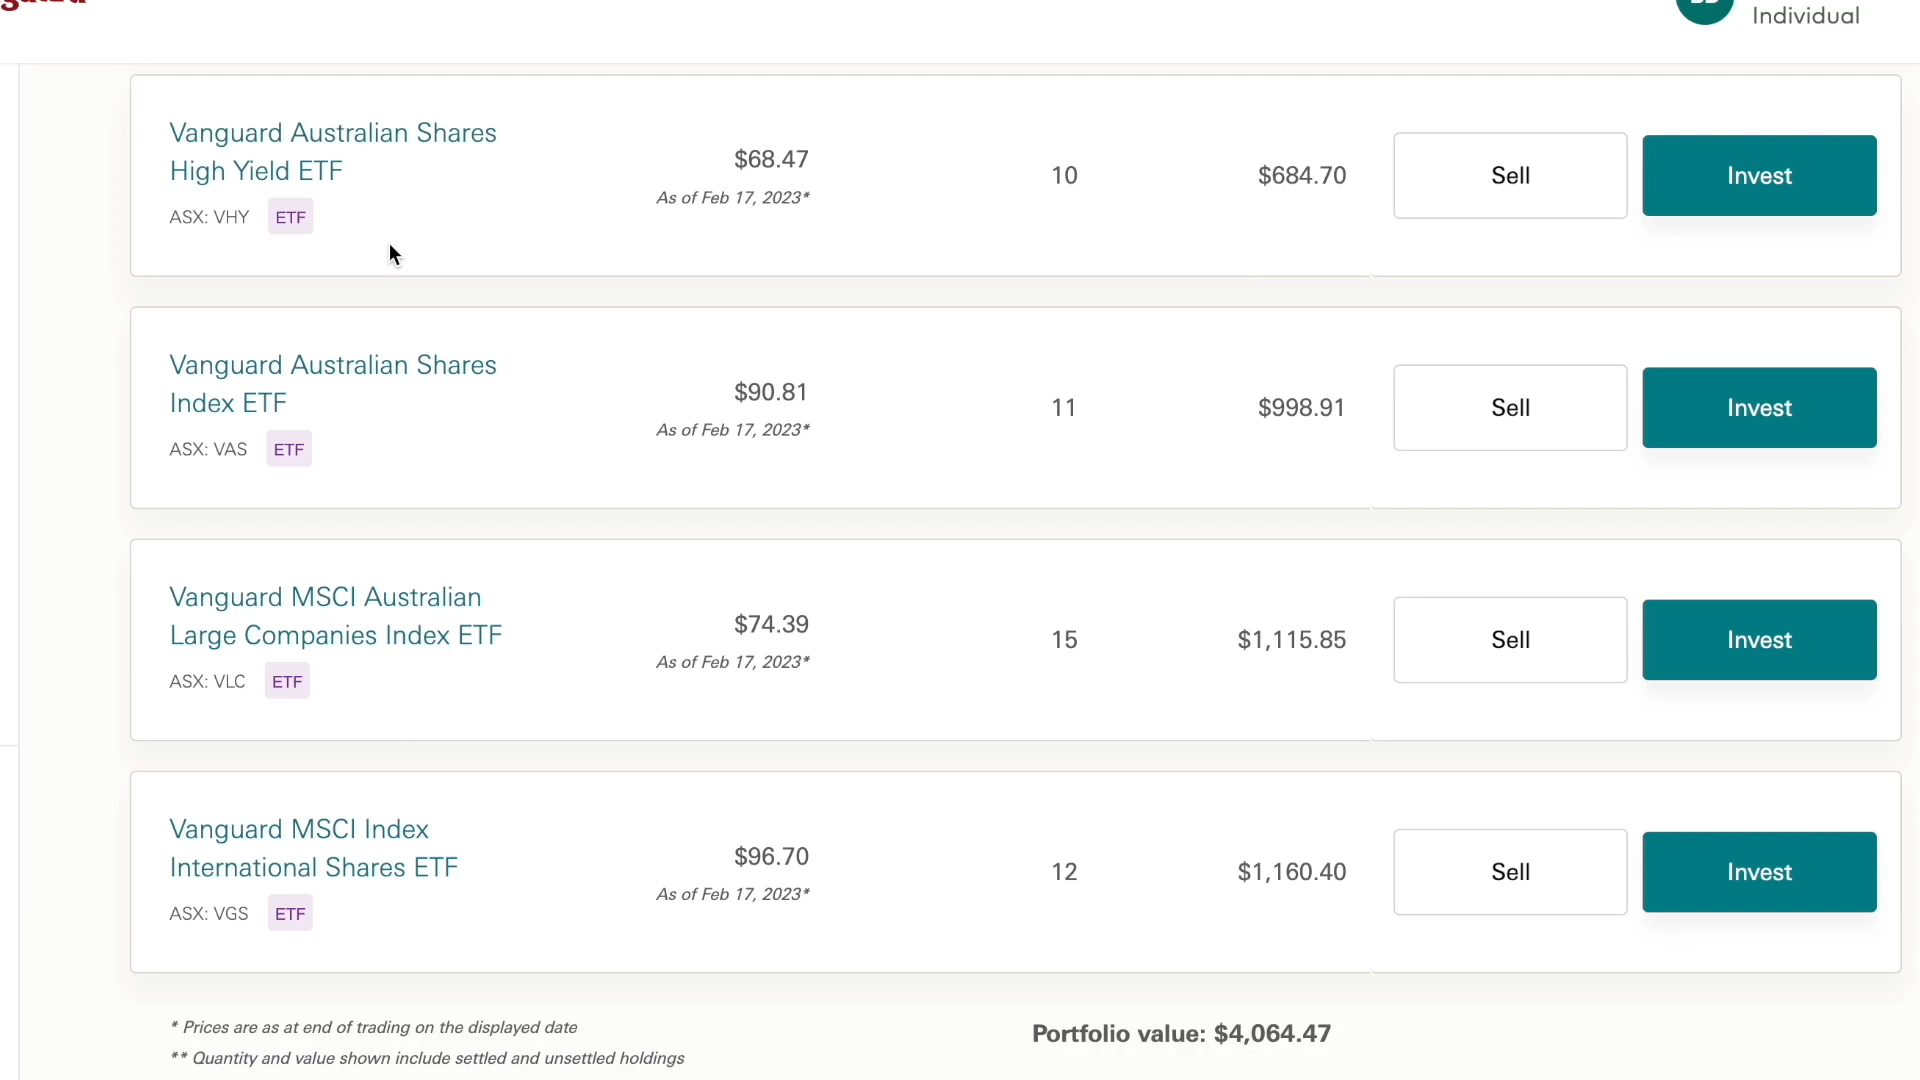 Individual
Vanguard Australian Shares
High Yield ETF
ASX: VHY ETF
$68.47
As of Feb 17, 2023*
10
$684.70
Sell
Invest
Vanguard Australian Shares
Index ETF
ASX: VAS ETF
$90.81
As of Feb 17, 2023*
11
$998.91
Sell
Invest
Vanguard MSCI Australian
Large Companies Index ETF
ASX: VLC ETF
$74.39
As of Feb 17, 2023*
15
$1,115.85
Sell
Invest
Vanguard MSCI Index
International Shares ETF
ASX: VGS ETF
$96.70
As of Feb 17, 2023*
12
$1,160.40
Sell
Invest
* Prices are as at end of trading on the displayed date
** Quantity and value shown include settled and unsettled holdings
Portfolio value: $4,064.47